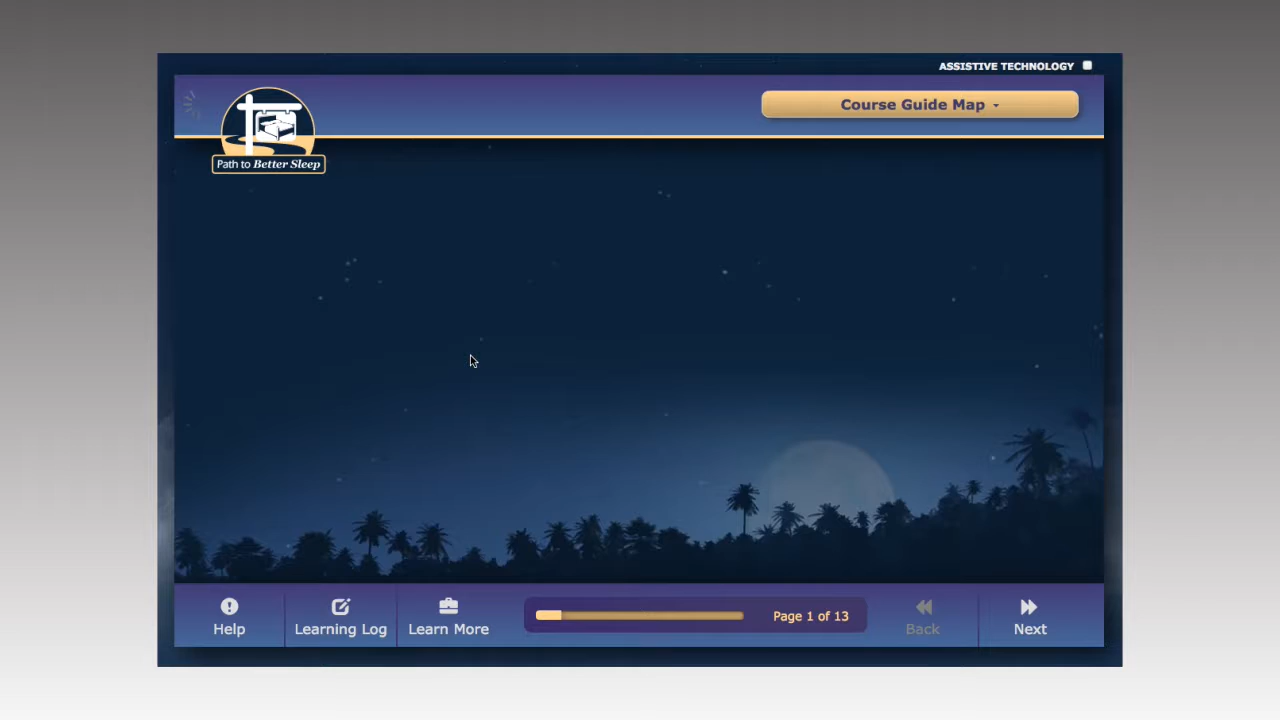 ASSISTIVE TECHNOLOGY
Course Guide Map
Path to Better Sleep
Help
Learning Log
Learn More
Page 1 of 13
Back
Next